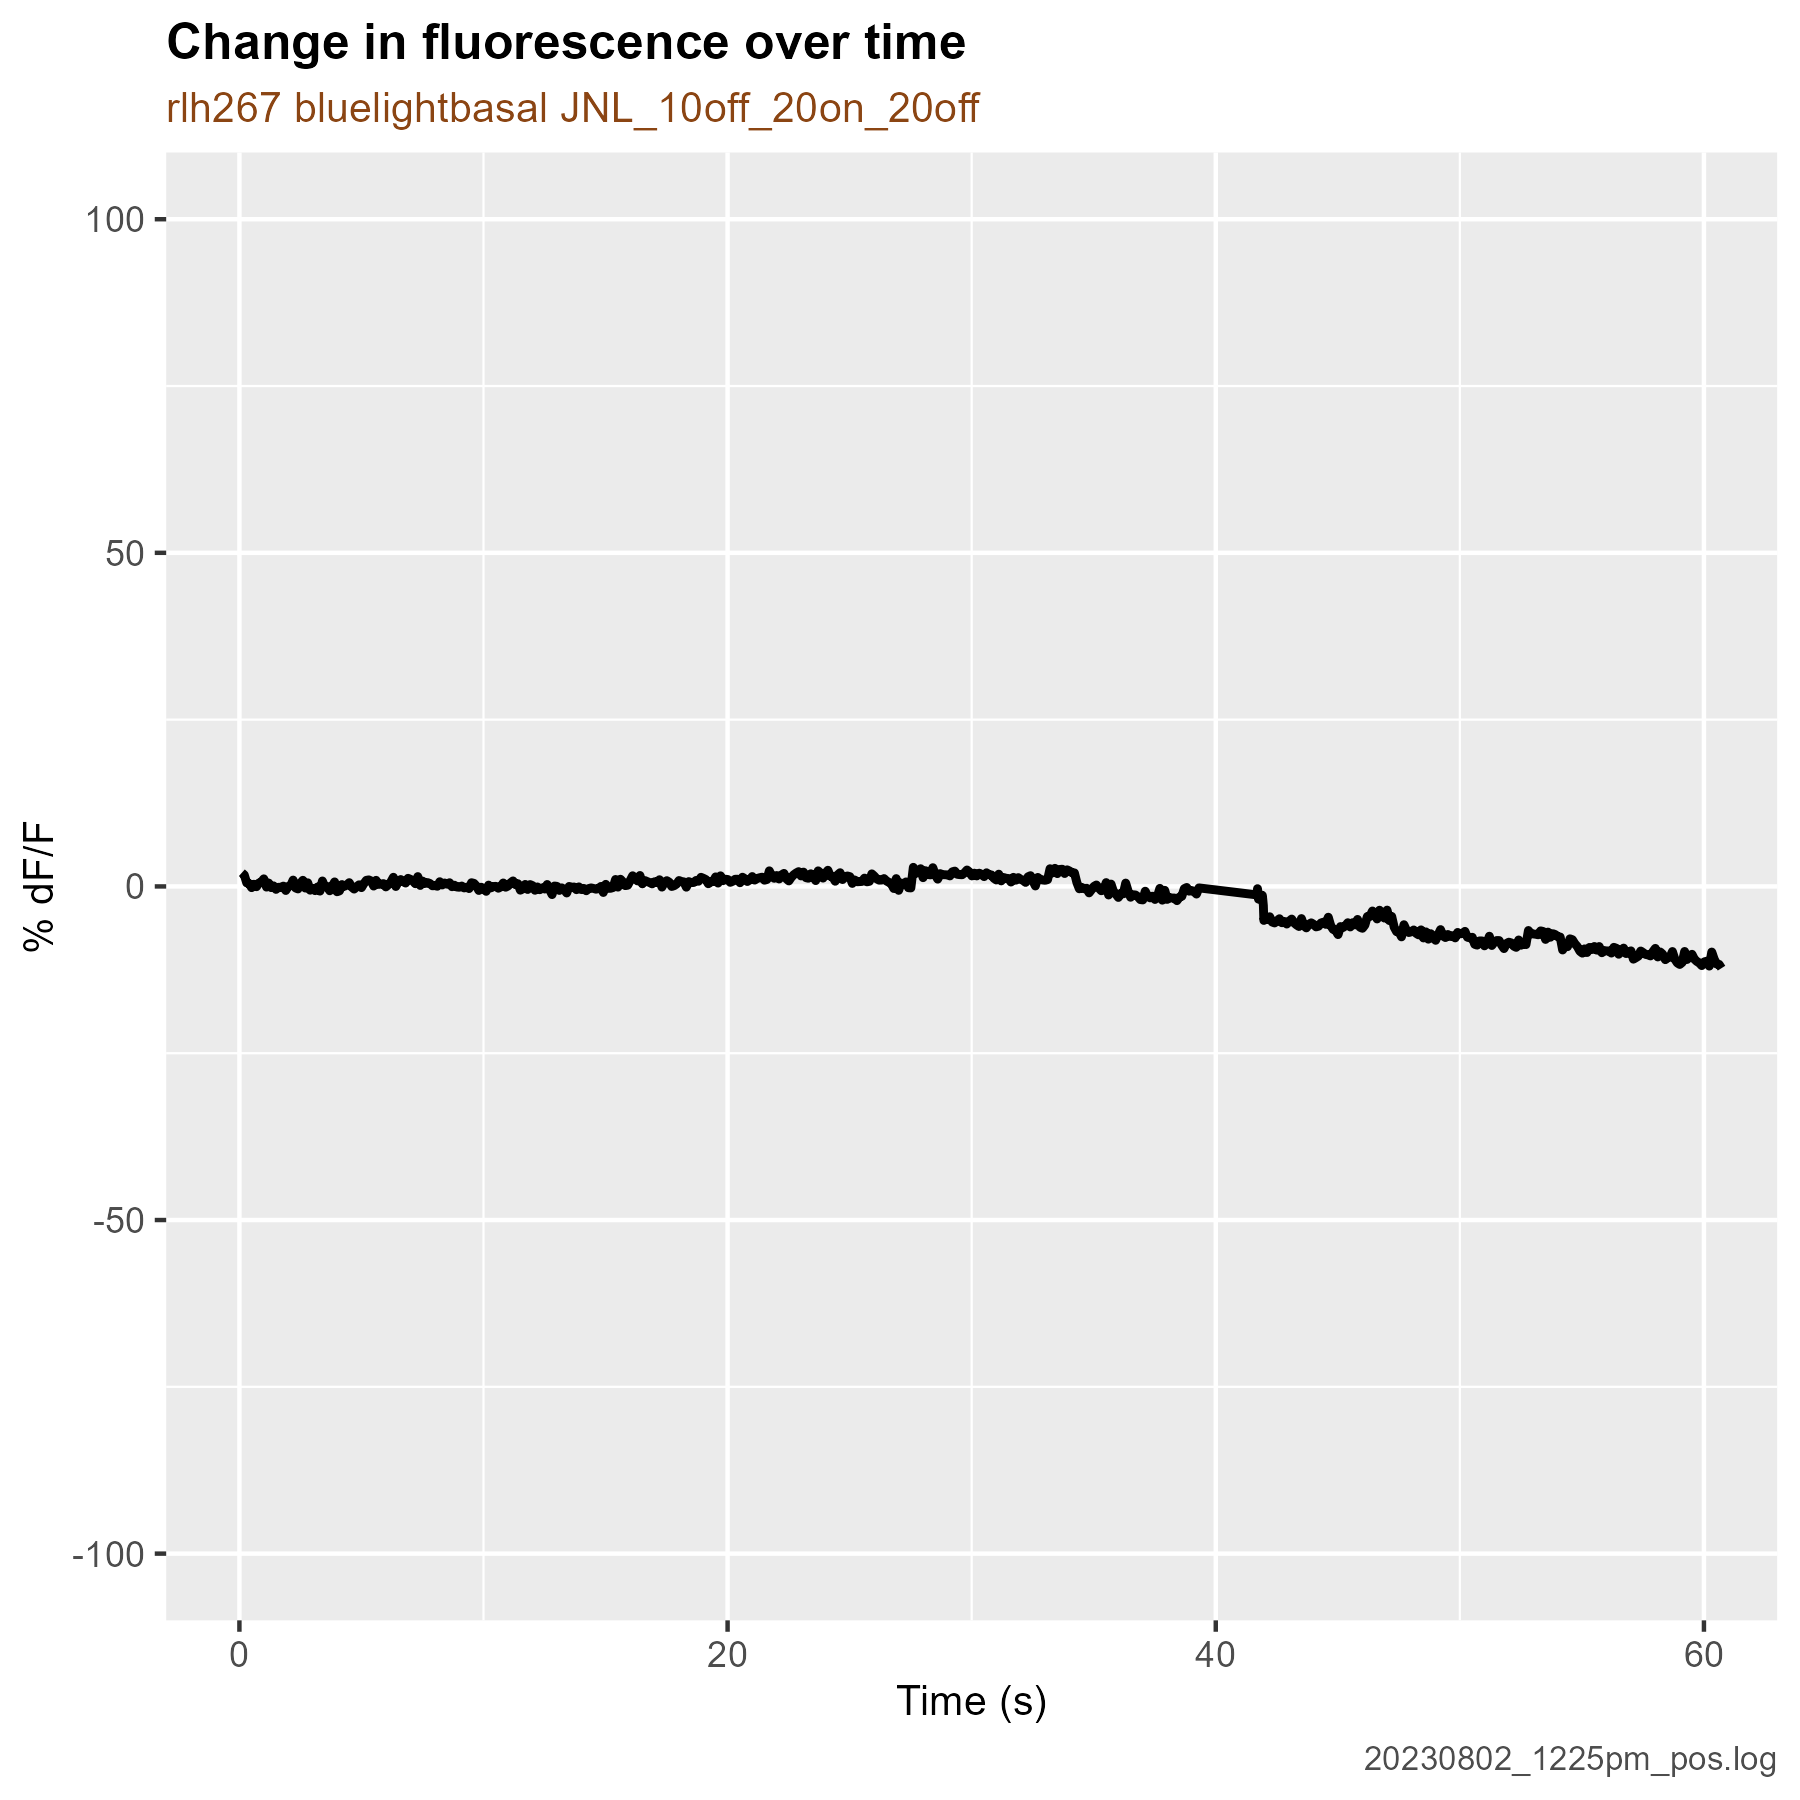 Change in fluorescence over time
rlh267 bluelightbasal JNL_10off_20on_20off
100
50
0
-50
-100
% dF/F
0 20 40 60
Time (s)
20230802_1225pm_pos.log